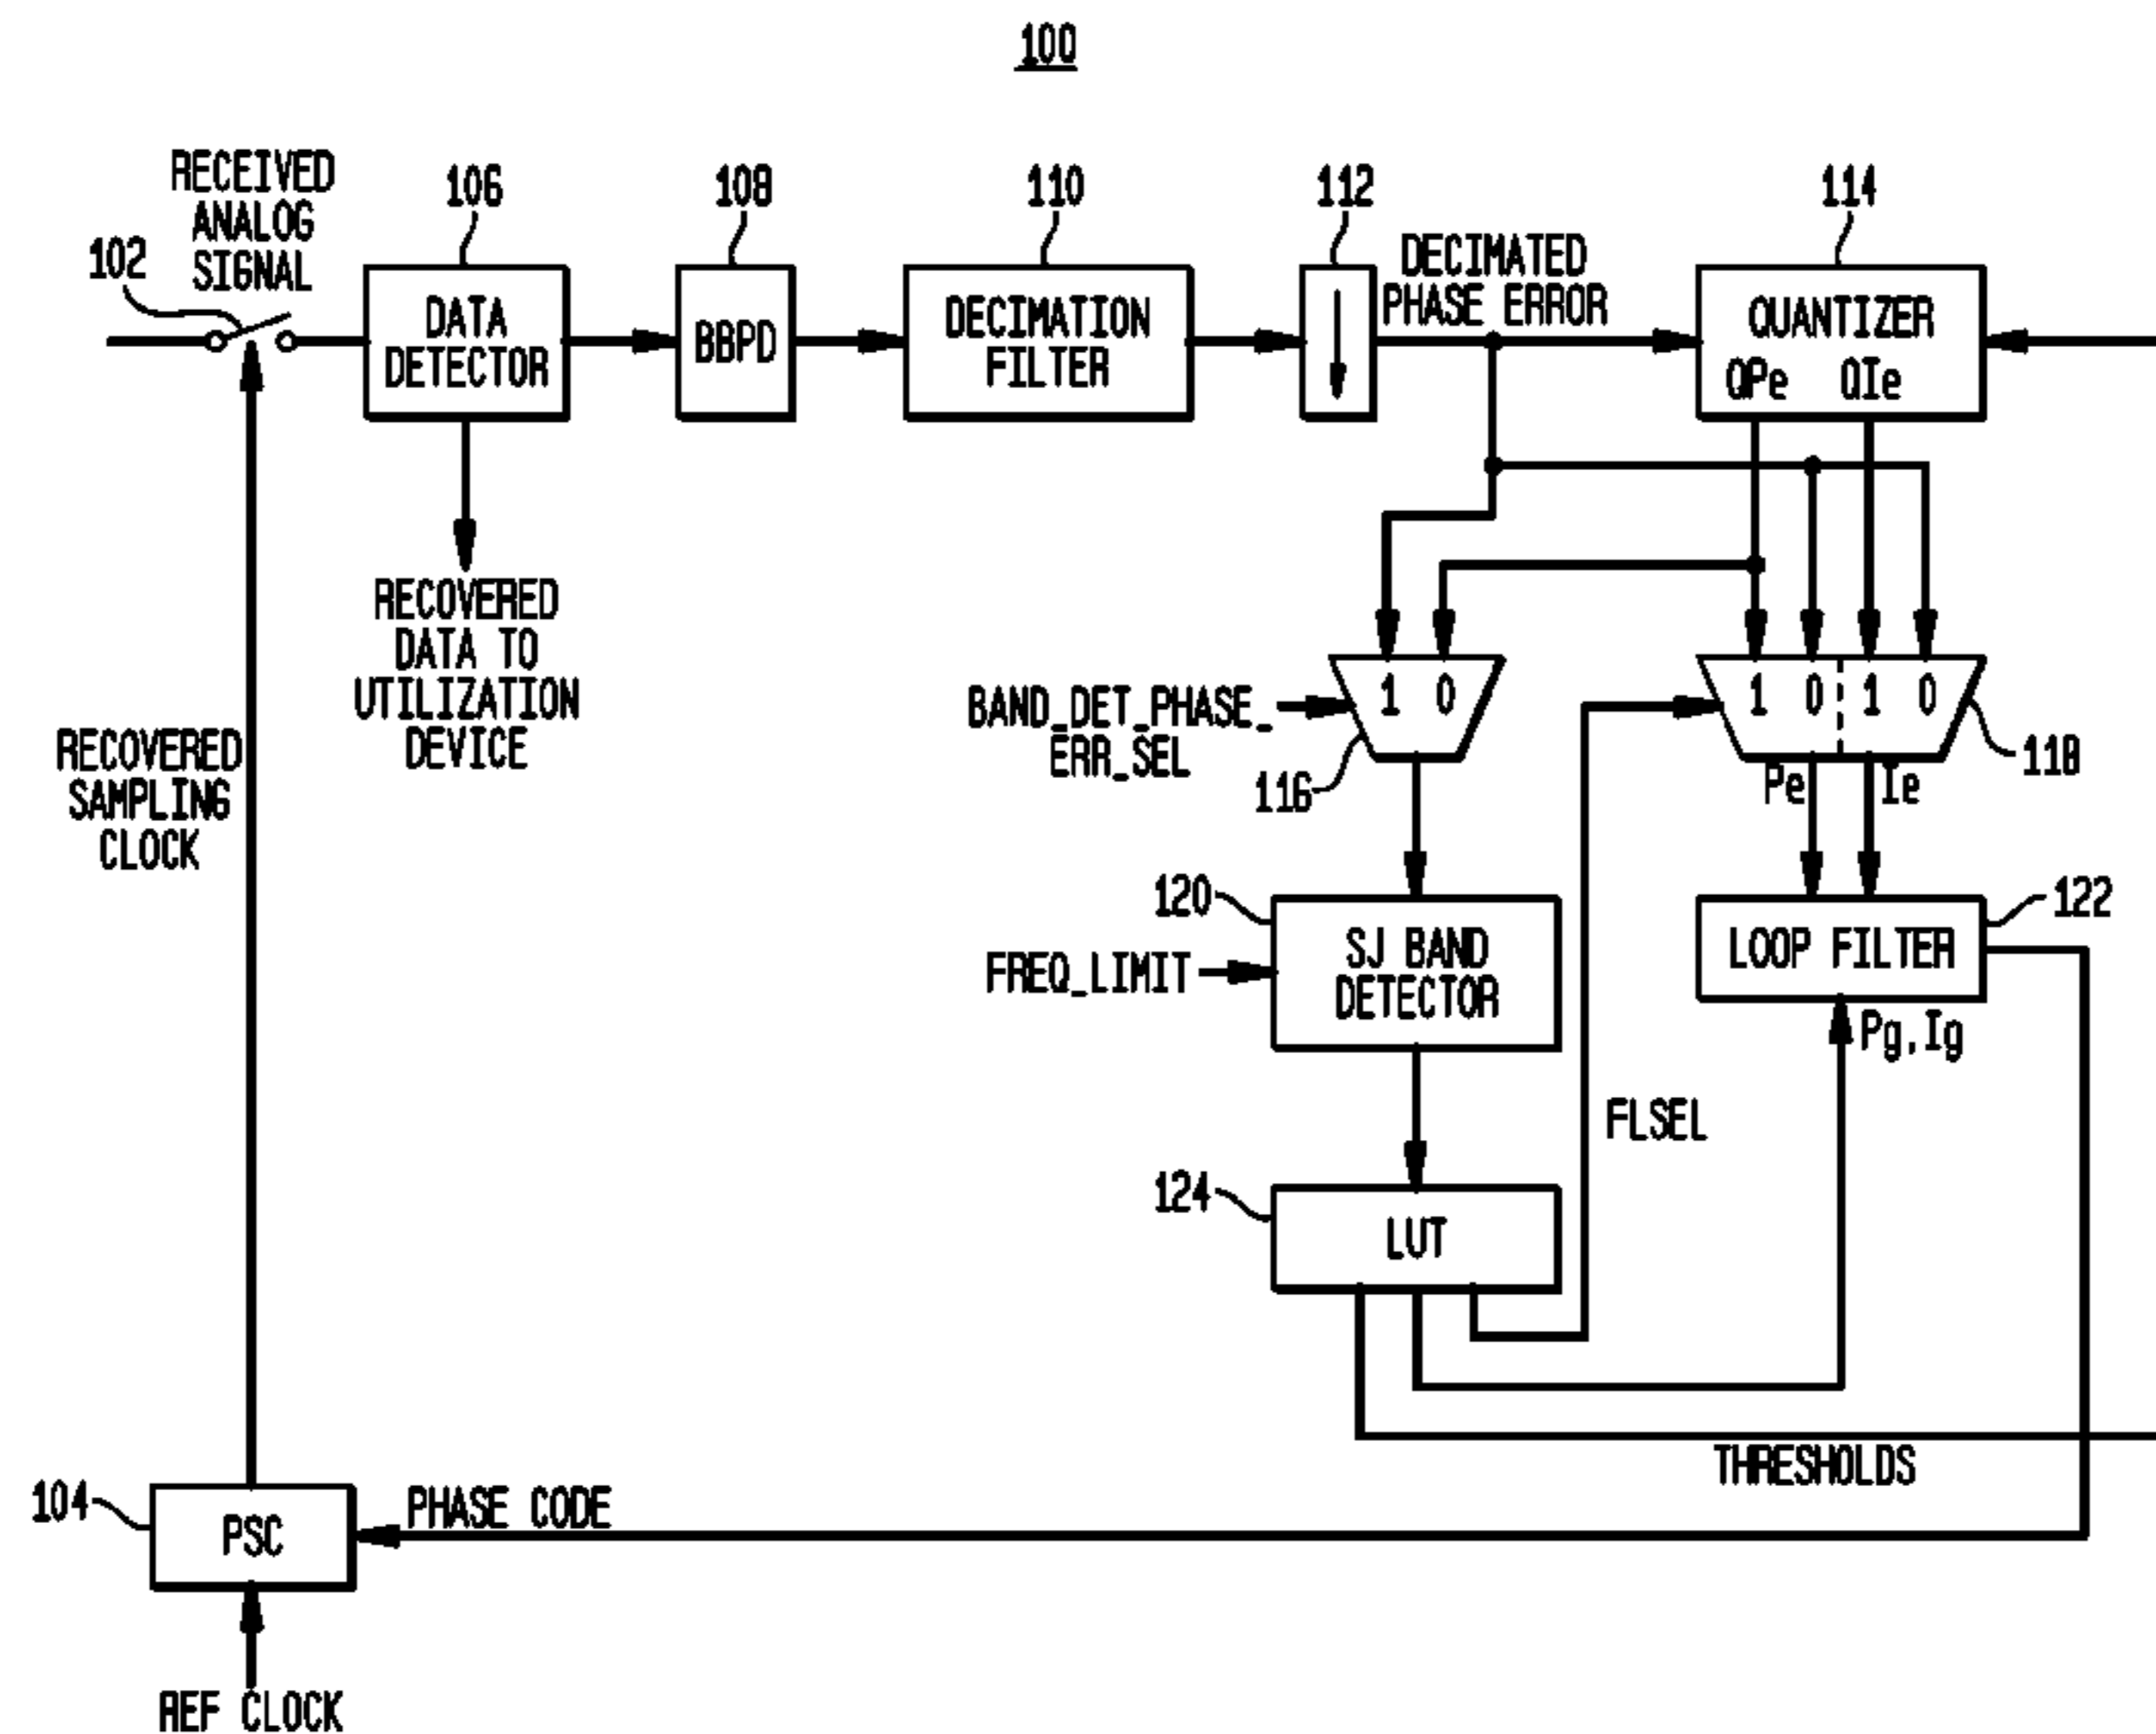 100
RECEIVED
ANALOG
SIGNAL
102
106
108
110
112
114
DATA
DETECTOR
BBPD
DECIMATION
FILTER
DECIMATED
PHASE ERROR
QUANTIZER
QPe QIe
RECOVERED
DATA TO
UTILIZATION
DEVICE
RECOVERED
SAMPLING
CLOCK
BAND_DET_PHASE_
ERR_SEL
1 0
116
1 0 1 0
118
Pe Ie
120
FREQ_LIMIT
SJ BAND
DETECTOR
LOOP FILTER
122
Pg,Ig
FLSEL
124
LUT
THRESHOLDS
104
PSC
PHASE CODE
REF CLOCK